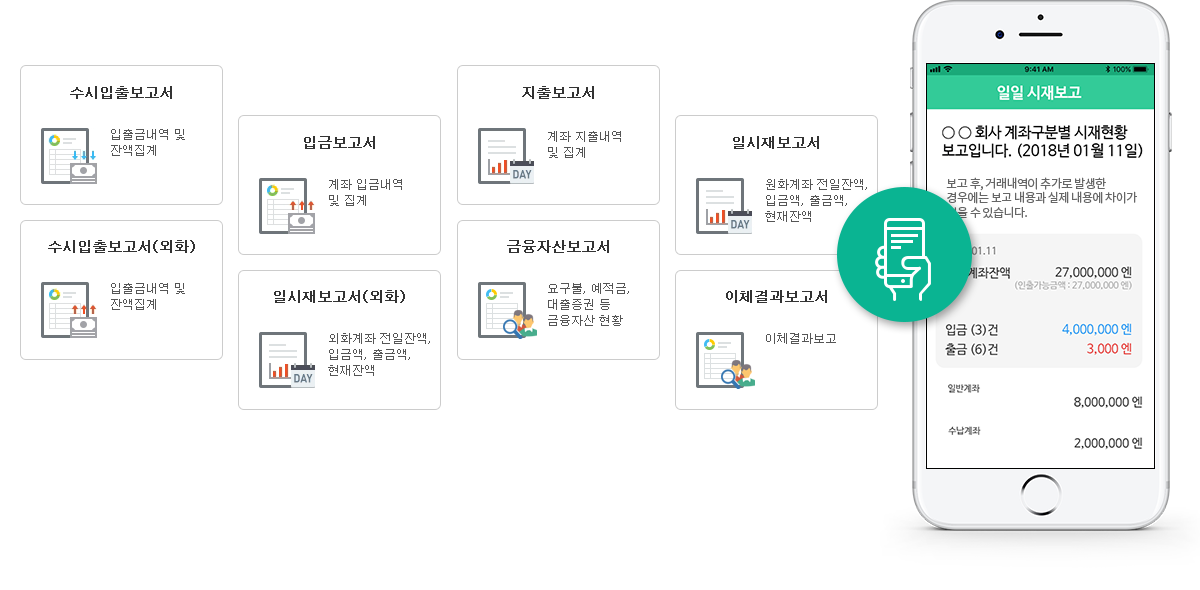 수시입출보고서
입출금내역 및
잔액집계
수시입출보고서(외화)
입출금내역 및
잔액집계
입금보고서
계좌 입금내역
및 집계
일시재보고서(외화)
외화계좌 전일잔액,
입금액, 출금액,
현재잔액
DAY
지출보고서
계좌 지출내역
및 집계
DAY
금융자산보고서
요구불, 예적금,
대출증권 등
금융자산 현황
일시재보고서
원화계좌 전일잔액,
입금액, 출금액,
현재잔액
DAY
이체결과보고서
이체결과보고
9:41 AM
100%
일일 시재보고
○ ○ 회사 계좌구분별 시재현황
보고입니다. (2018년 01월 11일)
보고 후, 거래내역이 추가로 발생한
경우에는 보고 내용과 실제 내용에 차이가
있을 수 있습니다.
01.11
계좌잔액 27,000,000 엔
(인출가능금액 : 27,000,000 엔)
입금 (3)건 4,000,000 엔
출금 (6)건 3,000 엔
일반계좌
8,000,000 엔
수납계좌
2,000,000 엔